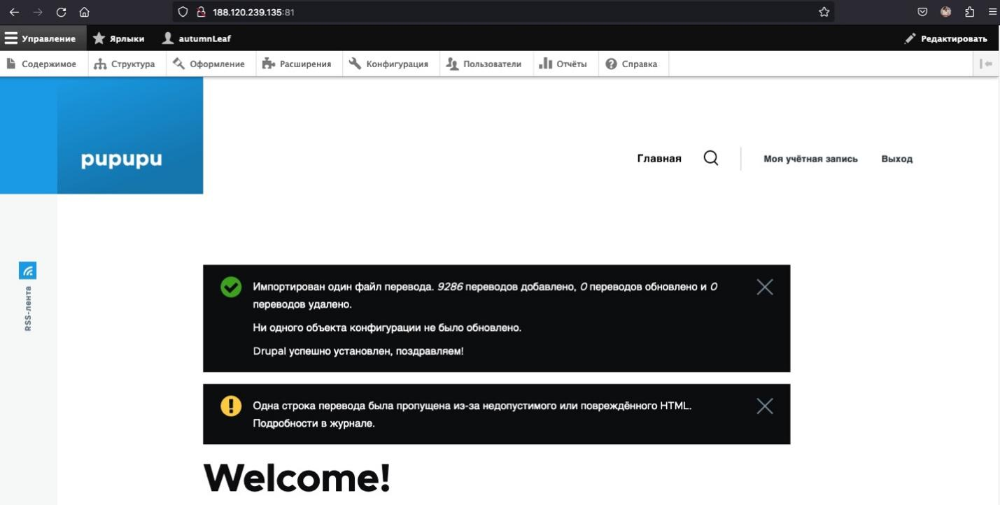 188.120.239.135:81
Управление Ярлыки autumnLeaf Редактировать
Содержимое Структура Оформление Расширения Конфигурация Пользователи Отчёты Справка
pupupu
Главная Моя учётная запись Выход
RSS-лента
Импортирован один файл перевода. 9286 переводов добавлено, 0 переводов обновлено и 0
переводов удалено.
Ни одного объекта конфигурации не было обновлено.
Drupal успешно установлен, поздравляем!
Одна строка перевода была пропущена из-за недопустимого или повреждённого HTML.
Подробности в журнале.
Welcome!